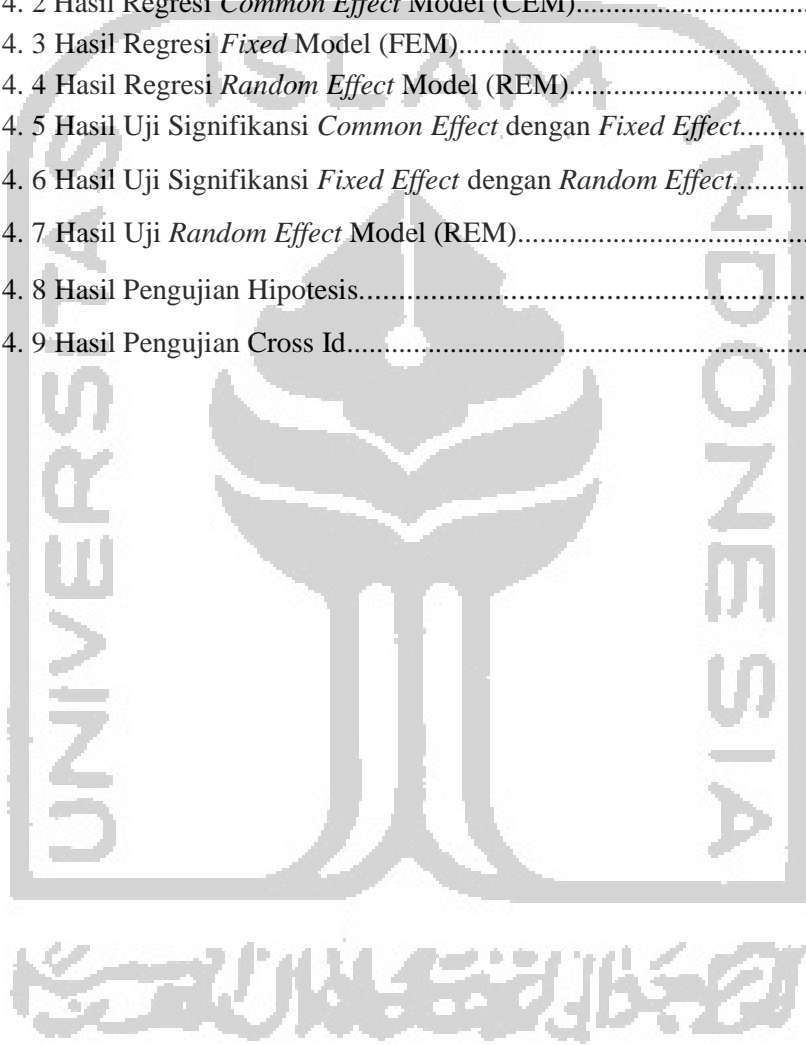 4. 2 Hasil Regresi Common Effect Model (CEM)...............................
4. 3 Hasil Regresi Fixed Model (FEM)...............................................
4. 4 Hasil Regresi Random Effect Model (REM)...............................
4. 5 Hasil Uji Signifikansi Common Effect dengan Fixed Effect.........
4. 6 Hasil Uji Signifikansi Fixed Effect dengan Random Effect..........
4. 7 Hasil Uji Random Effect Model (REM).......................................
4. 8 Hasil Pengujian Hipotesis............................................................
4. 9 Hasil Pengujian Cross Id..............................................................
UNIVERSITAS
ISLAM
INDONESIA